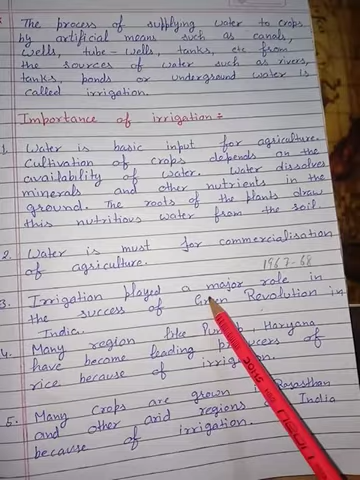 The process of supplying water to crops
by artificial means such as canals,
wells, tube-wells, tanks, etc from
the sources of water such as rivers,
tanks, ponds or underground water is
called irrigation.
Importance of irrigation :-
1. Water is basic input for agriculture.
Cultivation of crops depends on the
availability of water. Water dissolves
minerals and other nutrients in the
ground. The roots of the plants draw
this nutritious water from the soil.
2. Water is must for commercialisation
of agriculture.
1967-68
3. Irrigation played a major role in
the success of Green Revolution in
India.
4. Many region like Punjab, Haryana,
have become leading producers of
rice because of irrigation.
5. Many crops are grown in Rajasthan
and other arid regions of India
because of irrigation.